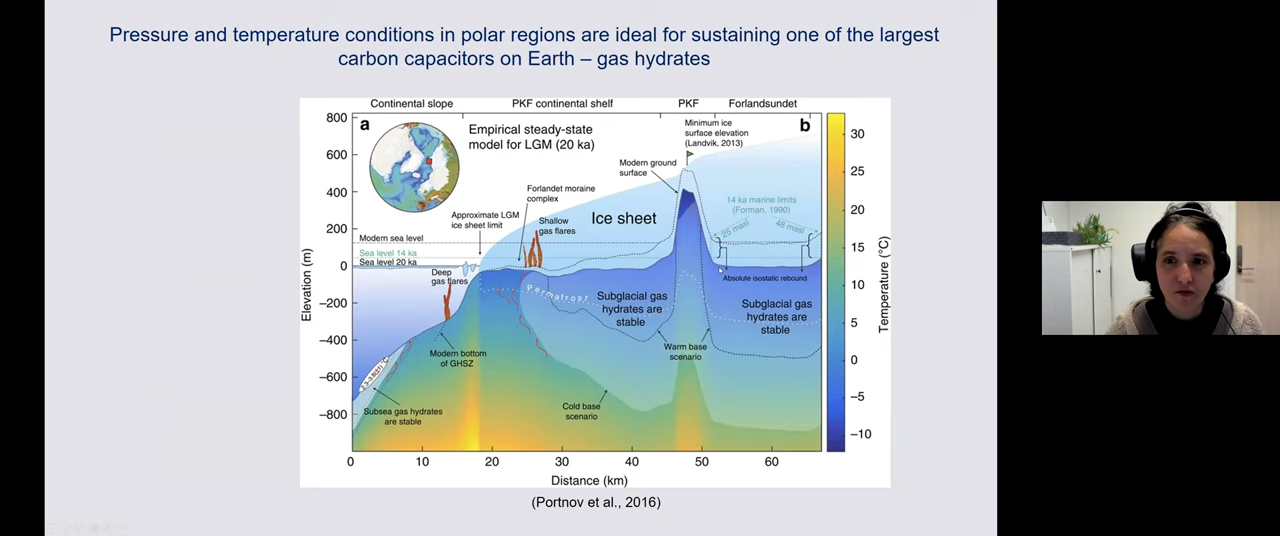 Pressure and temperature conditions in polar regions are ideal for sustaining one of the largest
carbon capacitors on Earth – gas hydrates
Continental slope
PKF continental shelf
PKF
Forlandsundet
a
b
Empirical steady-state
model for LGM (20 ka)
Minimum ice
surface elevation
(Landvik, 2013)
Modern ground
surface
Forlandet moraine
complex
Approximate LGM
ice sheet limit
Shallow
gas flares
Ice sheet
14 ka marine limits
(Forman, 1990)
25 masl
48 masl
Modern sea level
Sea level 14 ka
Sea level 20 ka
Deep
gas flares
Absolute isostatic rebound
Permafrost
Subglacial gas
hydrates are
stable
Subglacial gas
hydrates are
stable
Modern bottom
of GHSZ
Warm base
scenario
Cold base
scenario
Subsea gas hydrates
are stable
Elevation (m)
800
600
400
200
0
–200
–400
–600
–800
0
10
20
30
40
50
60
Distance (km)
Temperature (°C)
30
25
20
15
10
5
0
–5
–10
(Portnov et al., 2016)